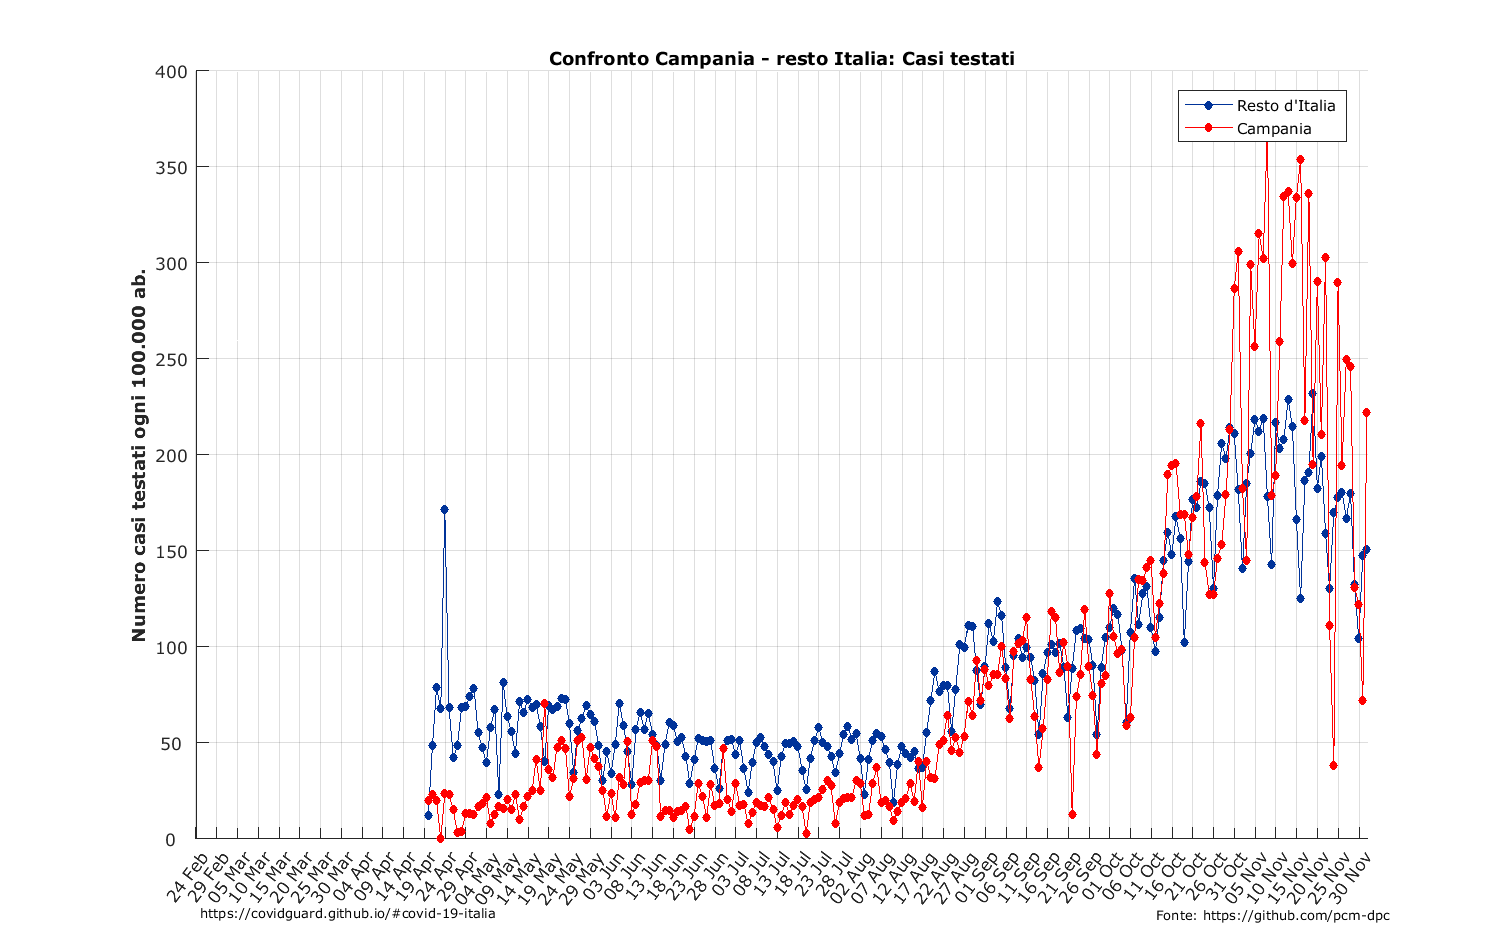 Confronto Campania - resto Italia: Casi testati
Resto d'Italia
Campania
Numero casi testati ogni 100.000 ab.
400
350
300
250
200
150
100
50
0
24 Feb
29 Feb
05 Mar
10 Mar
15 Mar
20 Mar
25 Mar
30 Mar
04 Apr
09 Apr
14 Apr
19 Apr
24 Apr
29 Apr
04 May
09 May
14 May
19 May
24 May
29 May
03 Jun
08 Jun
13 Jun
18 Jun
23 Jun
28 Jun
03 Jul
08 Jul
13 Jul
18 Jul
23 Jul
28 Jul
02 Aug
07 Aug
12 Aug
17 Aug
22 Aug
27 Aug
01 Sep
06 Sep
11 Sep
16 Sep
21 Sep
26 Sep
01 Oct
06 Oct
11 Oct
16 Oct
21 Oct
26 Oct
31 Oct
05 Nov
10 Nov
15 Nov
20 Nov
25 Nov
30 Nov
https://covidguard.github.io/#covid-19-italia
Fonte: https://github.com/pcm-dpc